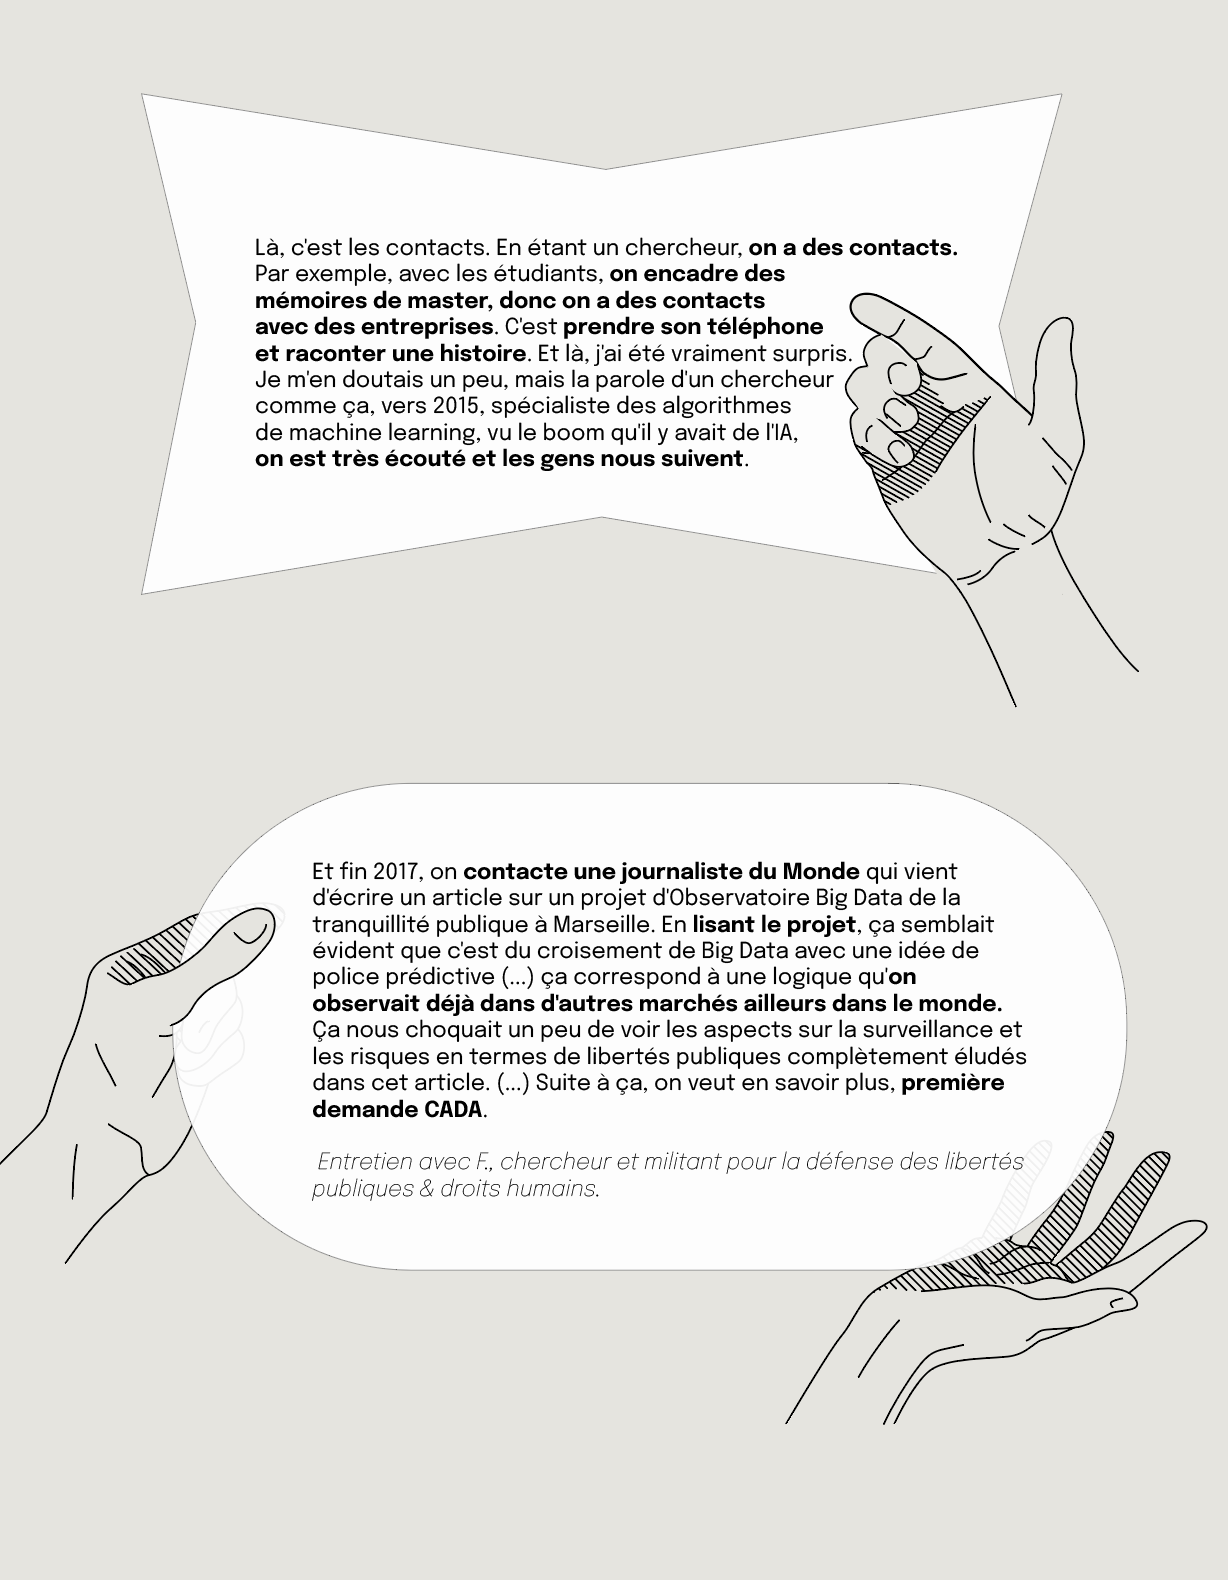 Là, c'est les contacts. En étant un chercheur, on a des contacts.
Par exemple, avec les étudiants, on encadre des
mémoires de master, donc on a des contacts
avec des entreprises. C'est prendre son téléphone
et raconter une histoire. Et là, j'ai été vraiment surpris.
Je m'en doutais un peu, mais la parole d'un chercheur
comme ça, vers 2015, spécialiste des algorithmes
de machine learning, vu le boom qu'il y avait de l'IA,
on est très écouté et les gens nous suivent.
Et fin 2017, on contacte une journaliste du Monde qui vient
d'écrire un article sur un projet d'Observatoire Big Data de la
tranquillité publique à Marseille. En lisant le projet, ça semblait
évident que c'est du croisement de Big Data avec une idée de
police prédictive (...) ça correspond à une logique qu'on
observait déjà dans d'autres marchés ailleurs dans le monde.
Ça nous choquait un peu de voir les aspects sur la surveillance et
les risques en termes de libertés publiques complètement éludés
dans cet article. (...) Suite à ça, on veut en savoir plus, première
demande CADA.
Entretien avec F., chercheur et militant pour la défense des libertés
publiques & droits humains.